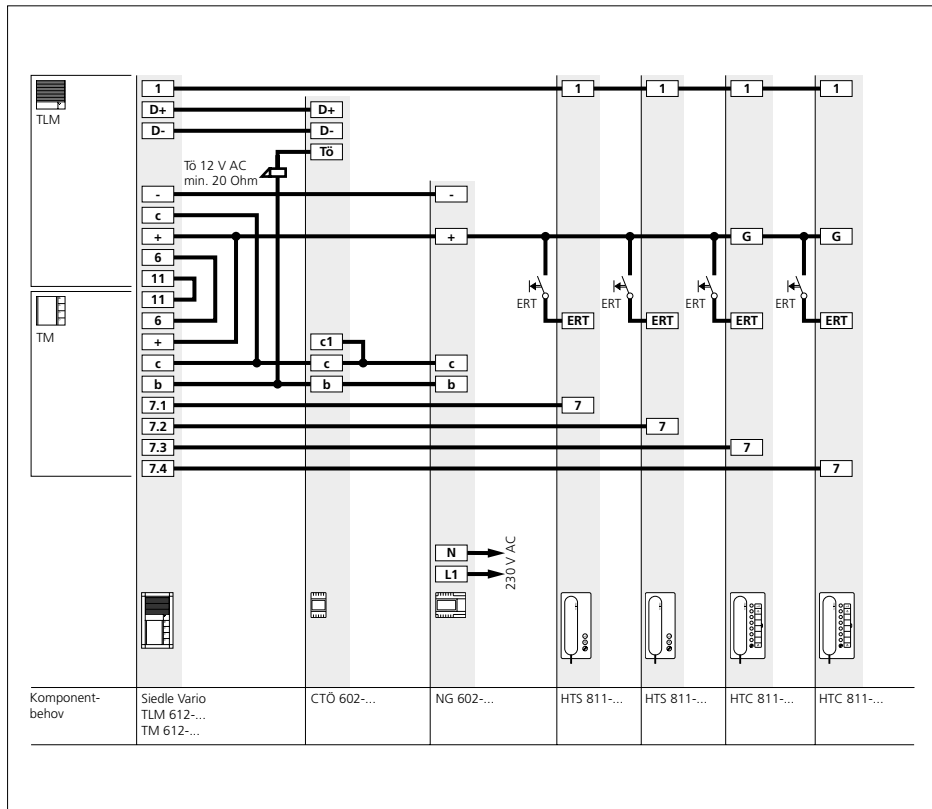 TLM
1 1 1 1 1
D+ D+
D- D-
Tö
Tö 12 V AC
min. 20 Ohm
- -
c
+ + G G
6
11
ERT ERT ERT ERT
11
TM
6 ERT ERT ERT ERT
+ c1
c c c
b b b
7.1 7
7.2 7
7.3 7
7.4 7
N
L1
230 V AC
Komponent-
behov
Siedle Vario
TLM 612-...
TM 612-...
CTÖ 602-...
NG 602-...
HTS 811-...
HTS 811-...
HTC 811-...
HTC 811-...